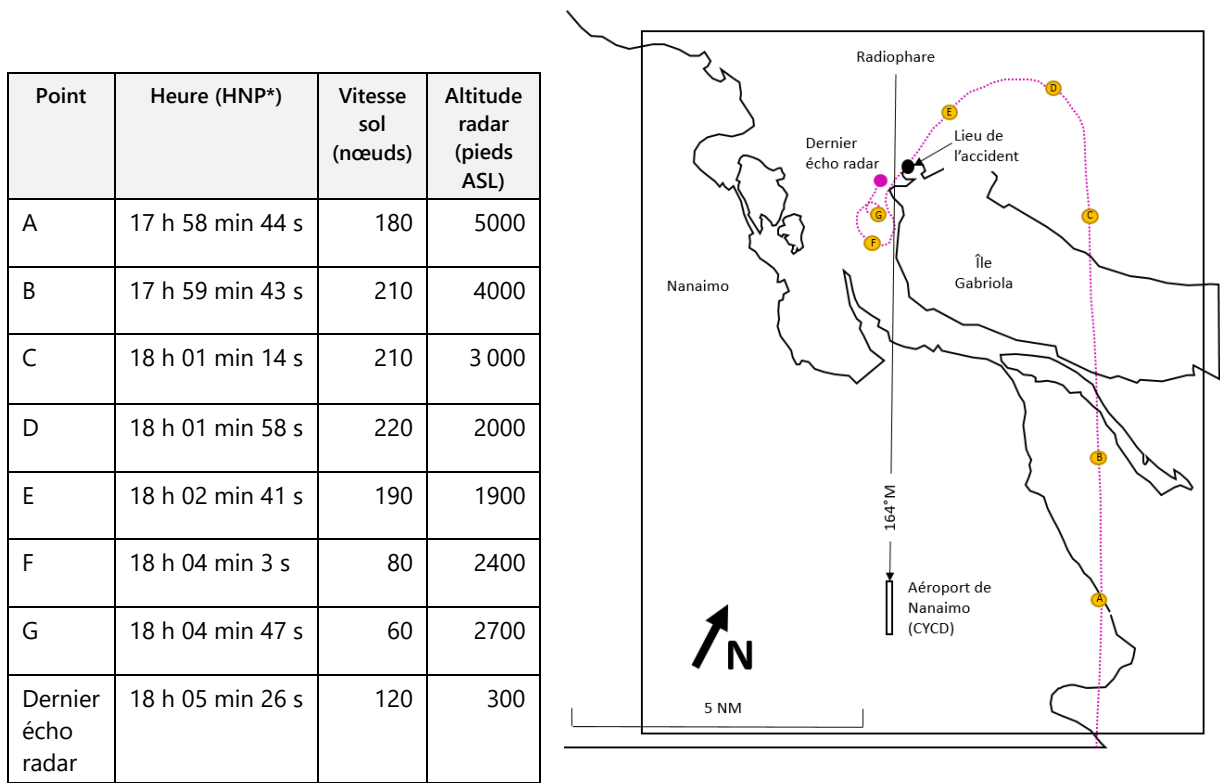 Point Heure (HNP*) Vitesse sol (nœuds) Altitude radar (pieds ASL)
A 17 h 58 min 44 s 180 5000
B 17 h 59 min 43 s 210 4000
C 18 h 01 min 14 s 210 3 000
D 18 h 01 min 58 s 220 2000
E 18 h 02 min 41 s 190 1900
F 18 h 04 min 3 s 80 2400
G 18 h 04 min 47 s 60 2700
Dernier écho radar 18 h 05 min 26 s 120 300
Radiophare
D
E
Dernier
écho radar
Lieu de
l'accident
G
C
F
Île
Gabriola
Nanaimo
B
164°M
Aéroport de
Nanaimo
(CYCD)
A
N
5 NM